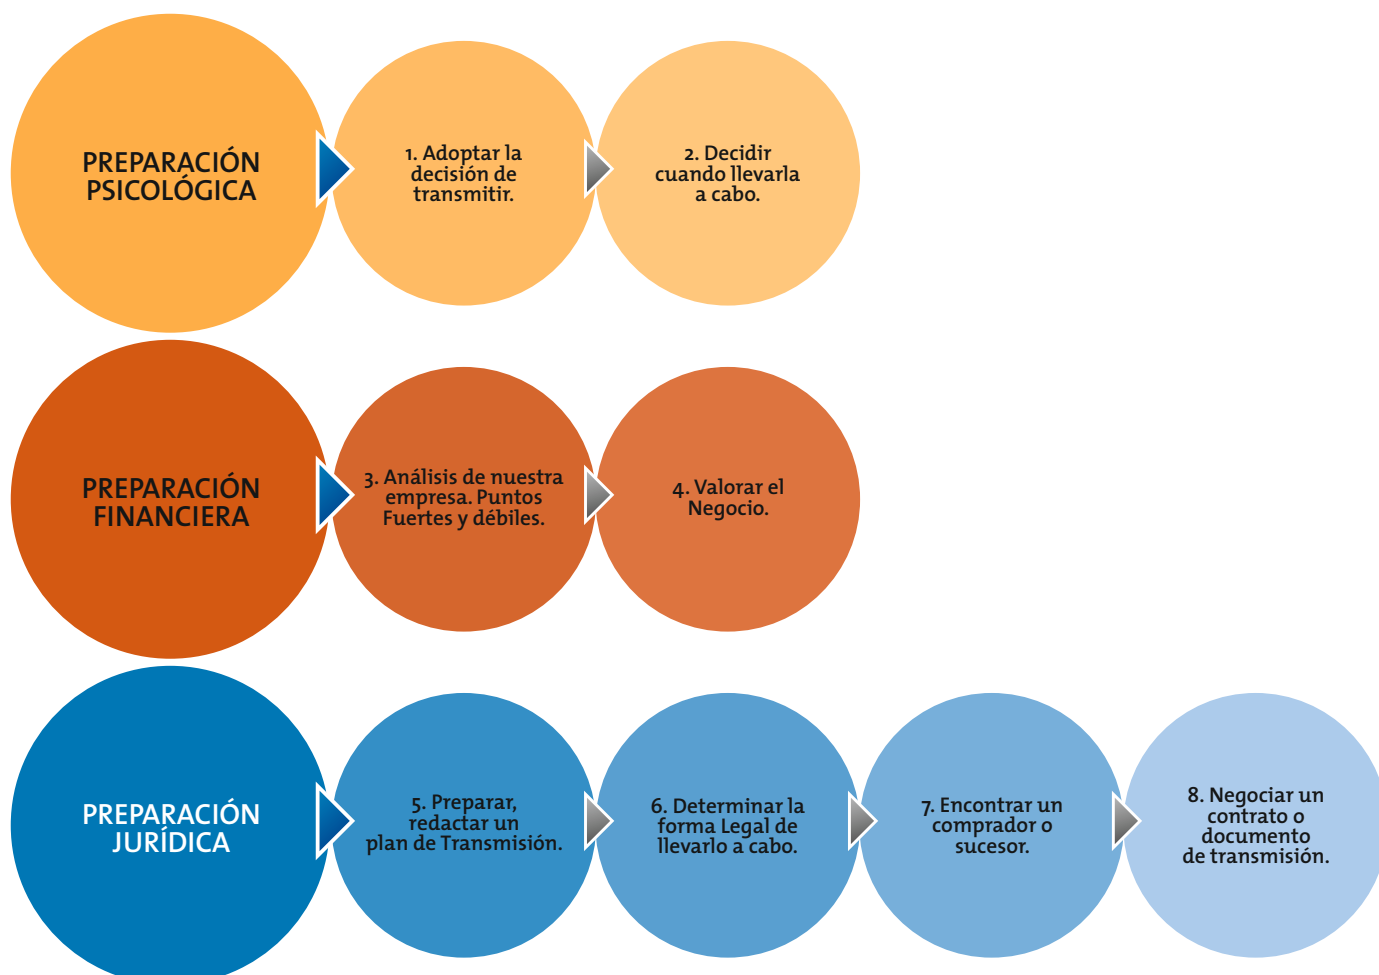 PREPARACIÓN
PSICOLÓGICA
1. Adoptar la
decisión de
transmitir.
2. Decidir
cuando llevarla
a cabo.
PREPARACIÓN
FINANCIERA
3. Análisis de nuestra
empresa. Puntos
Fuertes y débiles.
4. Valorar el
Negocio.
PREPARACIÓN
JURÍDICA
5. Preparar,
redactar un
plan de Transmisión.
6. Determinar la
forma Legal de
llevarlo a cabo.
7. Encontrar un
comprador o
sucesor.
8. Negociar un
contrato o
documento
de transmisión.